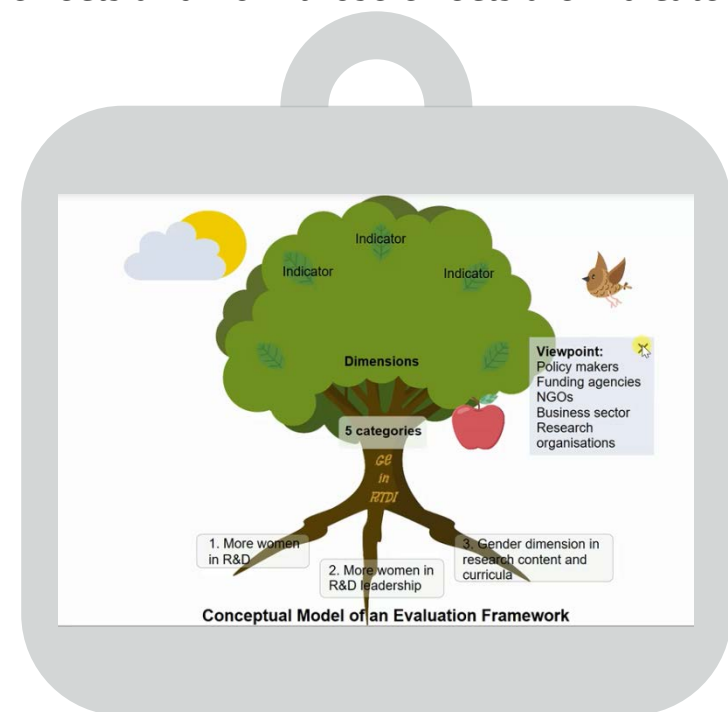 Indicator
Indicator
Indicator
Dimensions
Viewpoint:
Policy makers
Funding agencies
NGOs
Business sector
Research
organisations
5 categories
GE
in
RTDI
1. More women
in R&D
2. More women in
R&D leadership
3. Gender dimension in
research content and
curricula
Conceptual Model of an Evaluation Framework